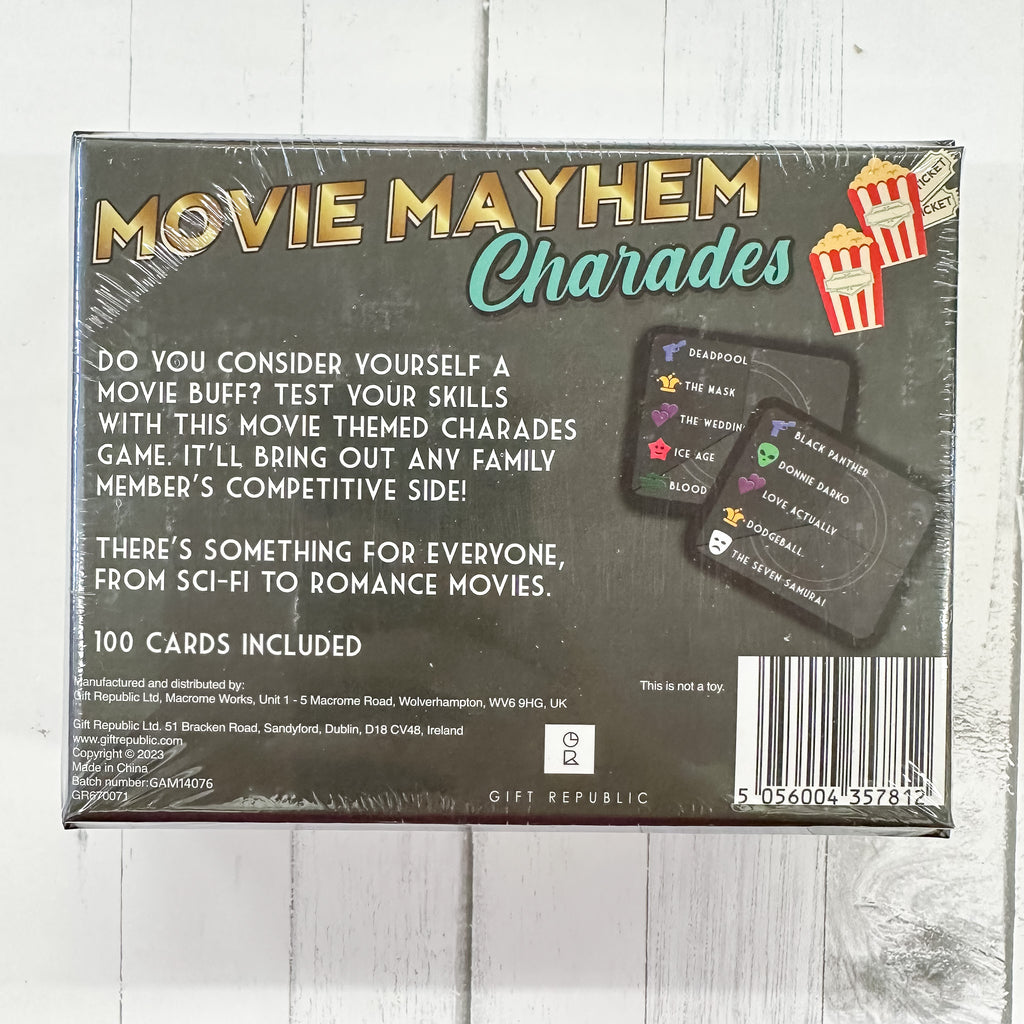 MOVIE MAYHEM
Charades
TICKET
TICKET
DO YOU CONSIDER YOURSELF A
MOVIE BUFF? TEST YOUR SKILLS
WITH THIS MOVIE THEMED CHARADES
GAME. IT'LL BRING OUT ANY FAMILY
MEMBER'S COMPETITIVE SIDE!
THERE'S SOMETHING FOR EVERYONE,
FROM SCI-FI TO ROMANCE MOVIES.
100 CARDS INCLUDED
DEADPOOL
THE MASK
THE WEDDIN
ICE AGE
BLOOD
BLACK PANTHER
DONNIE DARKO
LOVE ACTUALLY
DODGEBALL
THE SEVEN SAMURAI
Manufactured and distributed by:
Gift Republic Ltd, Macrome Works, Unit 1 - 5 Macrome Road, Wolverhampton, WV6 9HG, UK
Gift Republic Ltd. 51 Bracken Road, Sandyford, Dublin, D18 CV48, Ireland
www.giftrepublic.com
Copyright © 2023
Made in China
Batch number:GAM14076
GR670071
This is not a toy.
GR
GIFT REPUBLIC
5 056004 357812